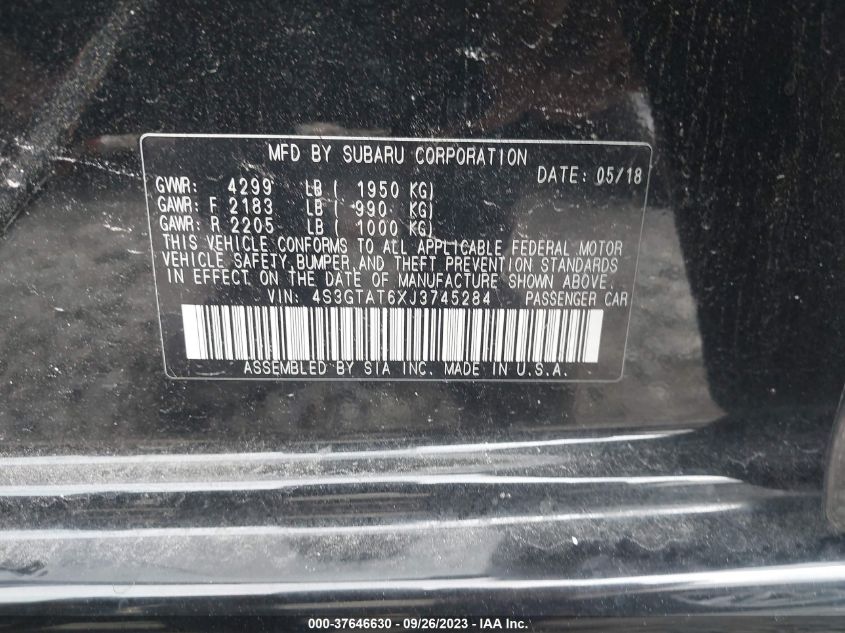 MFD BY SUBARU CORPORATION
DATE: 05/18
GVWR: 4299 LB ( 1950 KG)
GAWR: F 2183 LB ( 990 KG)
GAWR: R 2205 LB ( 1000 KG)
THIS VEHICLE CONFORMS TO ALL APPLICABLE FEDERAL MOTOR
VEHICLE SAFETY, BUMPER, AND THEFT PREVENTION STANDARDS
IN EFFECT ON THE DATE OF MANUFACTURE SHOWN ABOVE.
VIN: 4S3GTAT6XJ3745284 PASSENGER CAR
ASSEMBLED BY SIA INC. MADE IN U.S.A.
000-37646630 - 09/26/2023 - IAA Inc.